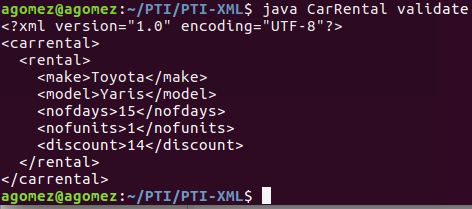 agomez@agomez:~/PTI/PTI-XML$ java CarRental validate
<?xml version="1.0" encoding="UTF-8"?>
<carrental>
  <rental>
    <make>Toyota</make>
    <model>Yaris</model>
    <nofdays>15</nofdays>
    <nofunits>1</nofunits>
    <discount>14</discount>
  </rental>
</carrental>
agomez@agomez:~/PTI/PTI-XML$